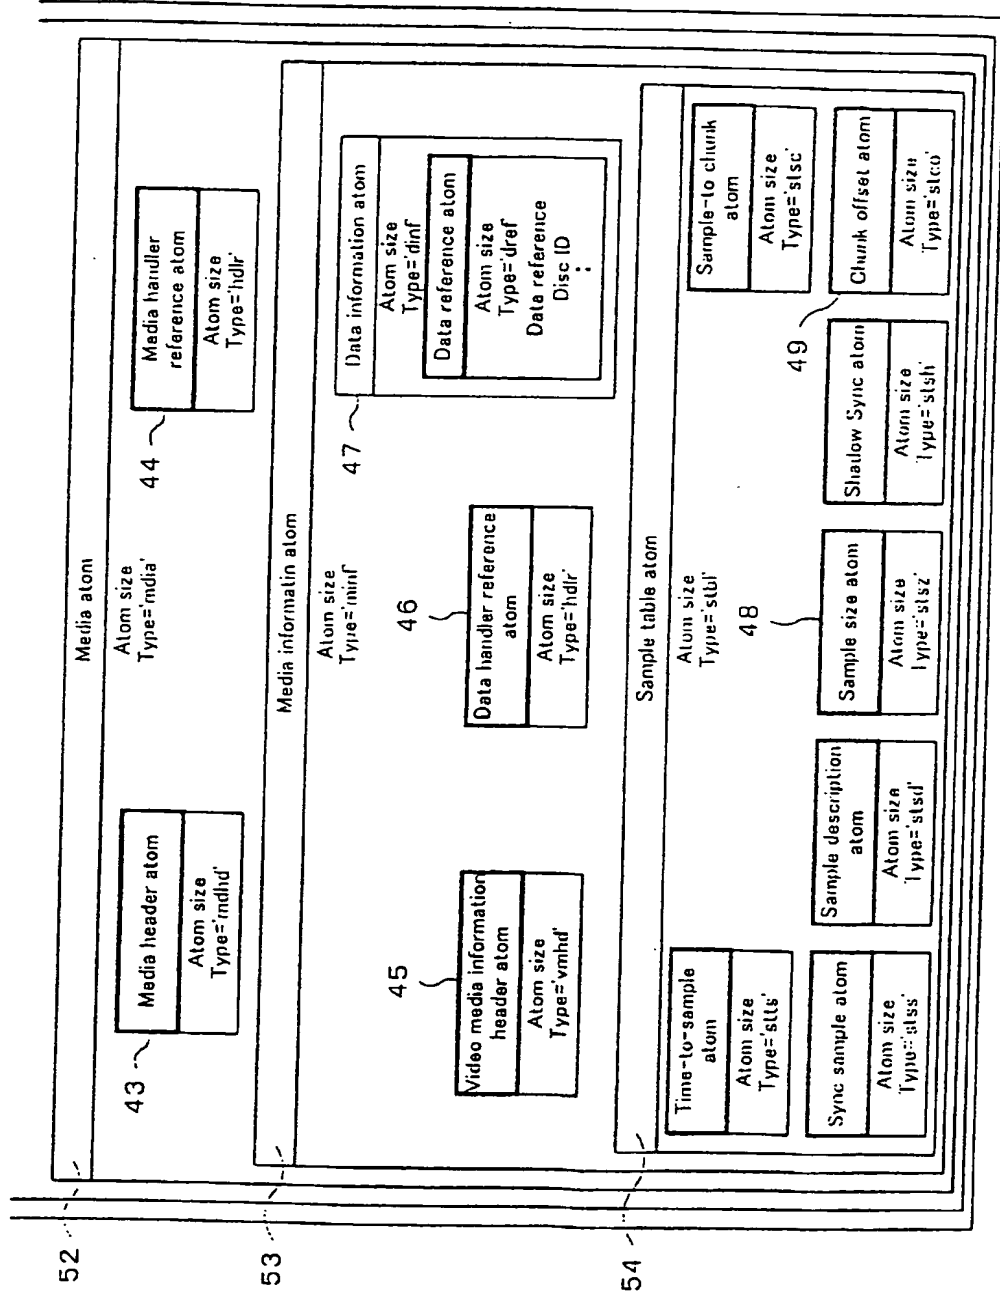 52
Media atom
Atom size
Type='mdia'
43
Media header atom
Atom size
Type='mdhd'
44
Media handler
reference atom
Atom size
Type='hdlr'
53
Media informatin atom
Atom size
Type='minf'
45
Video media information
header atom
Atom size
Type='vmhd'
46
Data handler reference
atom
Atom size
Type='hdlr'
47
Data information atom
Atom size
Type='dinf'
Data reference atom
Atom size
Type='dref'
Data reference
Disc ID
:
54
Sample table atom
Atom size
Type='stbl'
Time-to-sample
atom
Atom size
Type='stts'
Sample-to chunk
atom
Atom size
Type='stsc'
Sync sample atom
Atom size
Type='stss'
Sample description
atom
Atom size
Type='stsd'
48
Sample size atom
Atom size
Type='stsz'
Shadow Sync atom
Atom size
Type='stsh'
49
Chunk offset atom
Atom size
Type='stco'